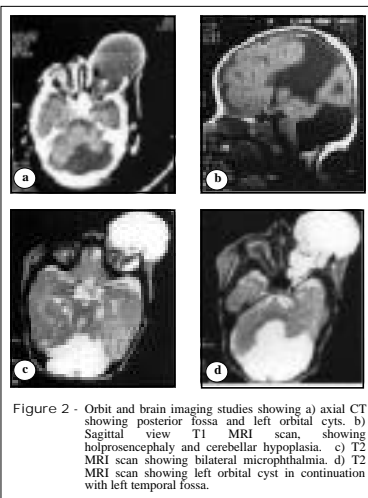 a
b
c
d
Figure 2 - Orbit and brain imaging studies showing a) axial CT
showing posterior fossa and left orbital cyts. b)
Sagittal view T1 MRI scan, showing
holprosencephaly and cerebellar hypoplasia. c) T2
MRI scan showing bilateral microphthalmia. d) T2
MRI scan showing left orbital cyst in continuation
with left temporal fossa.